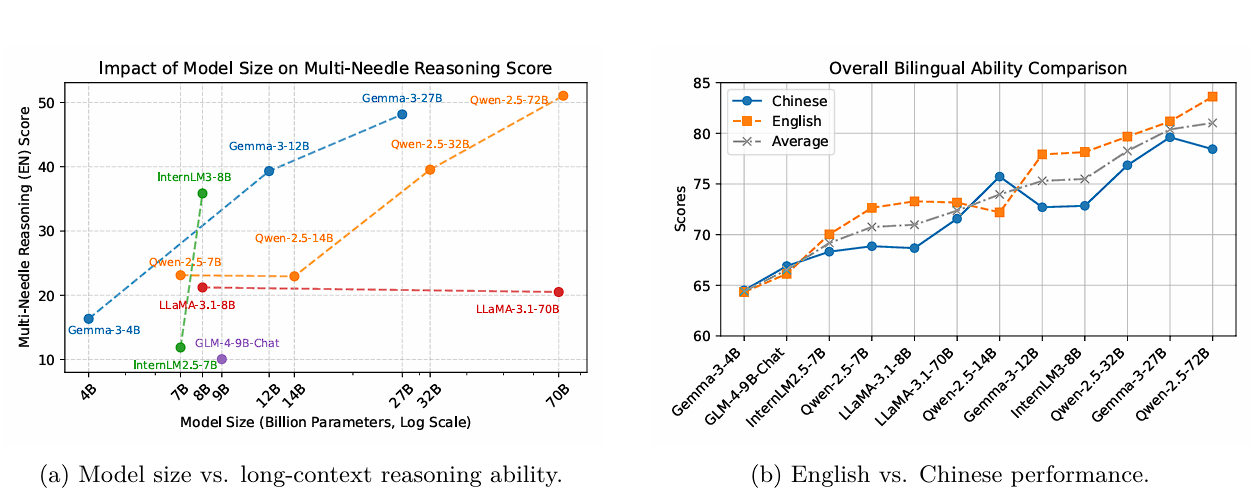 Impact of Model Size on Multi-Needle Reasoning Score
Multi-Needle Reasoning (EN) Score
50
40
30
20
10
Gemma-3-27B
Qwen-2.5-72B
Gemma-3-12B
Qwen-2.5-32B
InternLM3-8B
Qwen-2.5-14B
Qwen-2.5-7B
LLaMA-3.1-8B
LLaMA-3.1-70B
Gemma-3-4B
GLM-4-9B-Chat
InternLM2.5-7B
4B
7B
8B
9B
12B
14B
27B
32B
70B
Model Size (Billion Parameters, Log Scale)
(a) Model size vs. long-context reasoning ability.
Overall Bilingual Ability Comparison
Chinese
English
Average
Scores
85
80
75
70
65
60
Gemma-3-4B
GLM-4-9B-Chat
InternLM2.5-7B
Qwen-2.5-7B
LLaMA-3.1-8B
LLaMA-3.1-70B
Qwen-2.5-14B
Gemma-3-12B
InternLM3-8B
Qwen-2.5-32B
Gemma-3-27B
Qwen-2.5-72B
(b) English vs. Chinese performance.